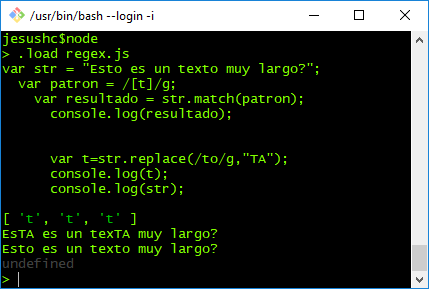 /usr/bin/bash --login -i
jesushc$node
> .load regex.js
var str = "Esto es un texto muy largo?";
var patron = /[t]/g;
var resultado = str.match(patron);
console.log(resultado);
var t=str.replace(/to/g,"TA");
console.log(t);
console.log(str);
[ 't', 't', 't' ]
EsTA es un texTA muy largo?
Esto es un texto muy largo?
undefined
>